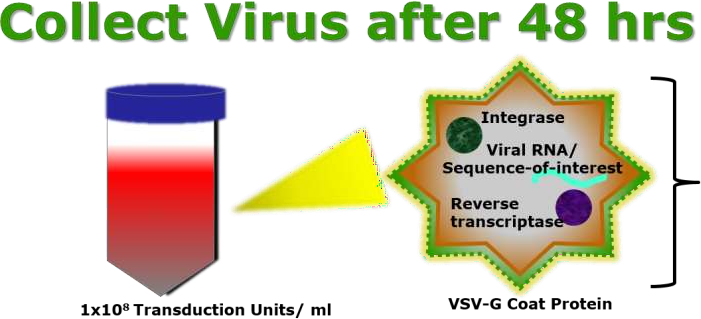 Collect Virus after 48 hrs
Integrase
Viral RNA/
Sequence-of-interest
Reverse
transcriptase
1x10⁸ Transduction Units/ ml
VSV-G Coat Protein